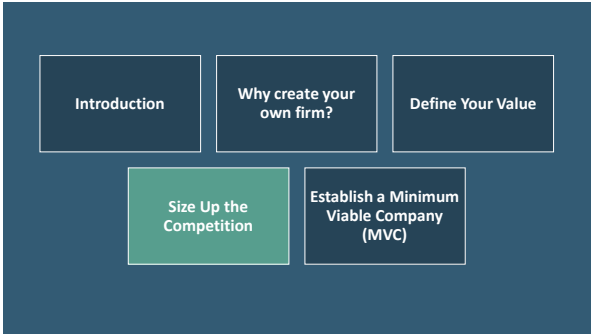 Introduction
Why create your
own firm?
Define Your Value
Size Up the
Competition
Establish a Minimum
Viable Company
(MVC)